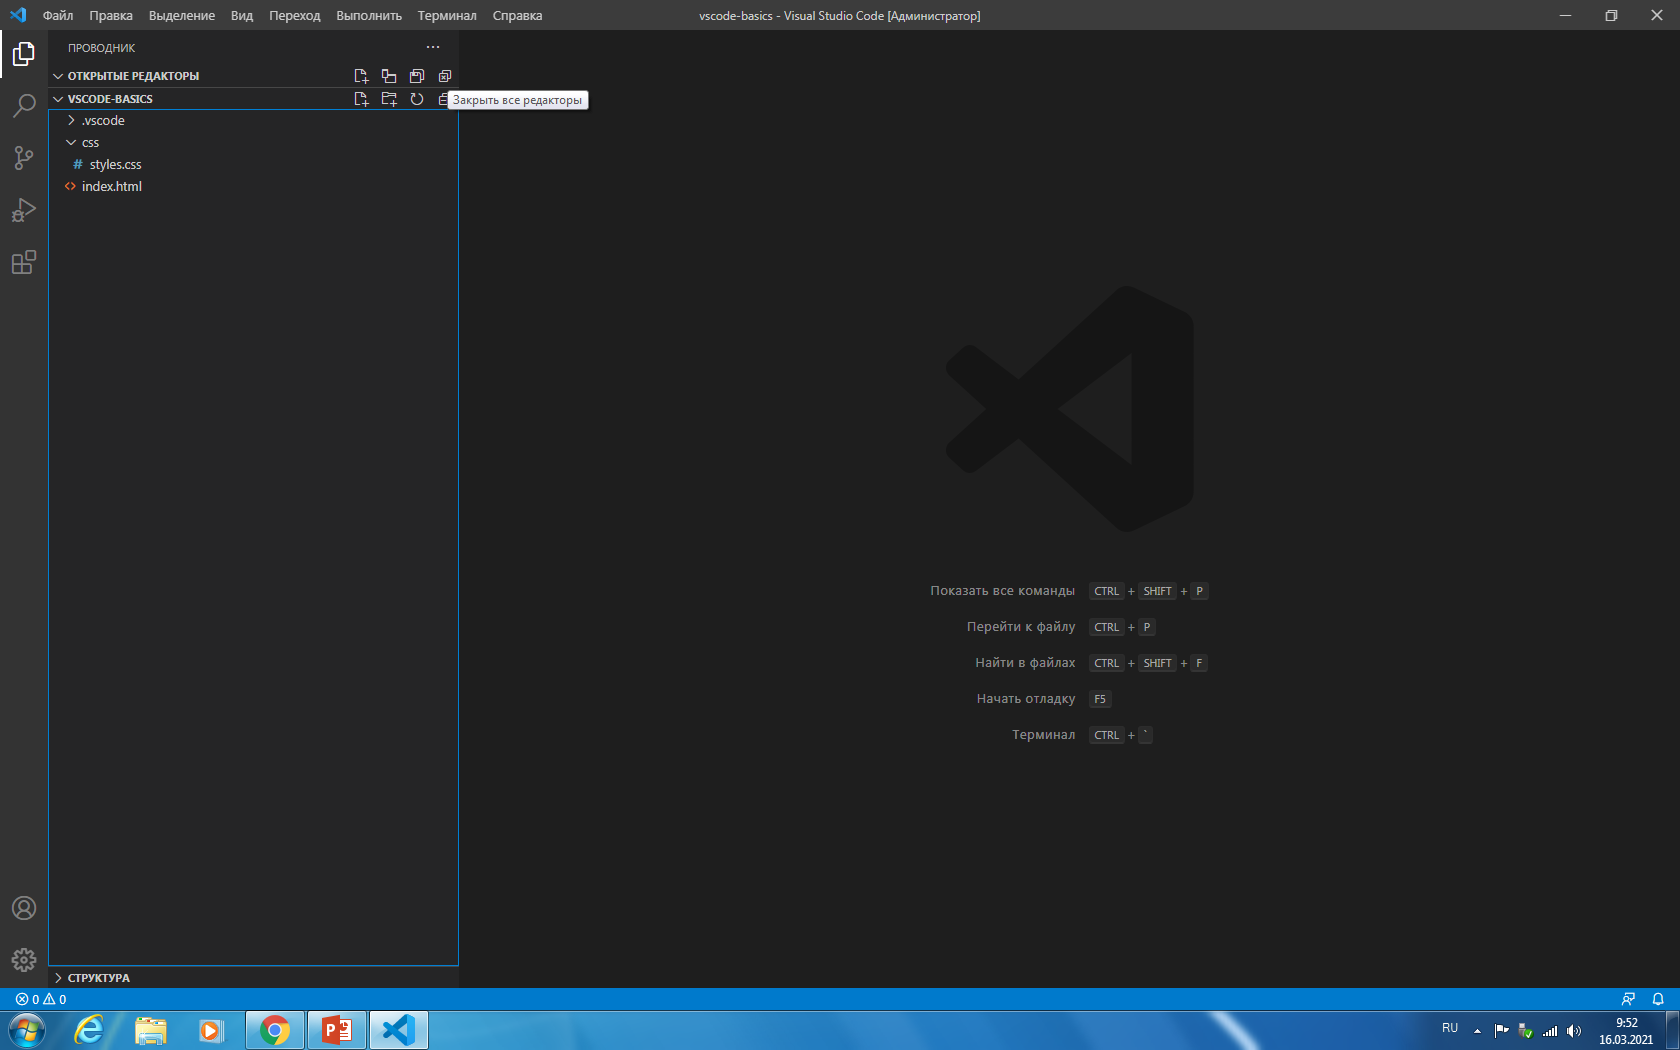 Файл Правка Выделение Вид Переход Выполнить Терминал Справка
vscode-basics - Visual Studio Code [Администратор]
ПРОВОДНИК
ОТКРЫТЫЕ РЕДАКТОРЫ
VSCODE-BASICS
Закрыть все редакторы
.vscode
css
# styles.css
<> index.html
Показать все команды CTRL + SHIFT + P
Перейти к файлу CTRL + P
Найти в файлах CTRL + SHIFT + F
Начать отладку F5
Терминал CTRL + `
СТРУКТУРА
0 0
RU
9:52
16.03.2021